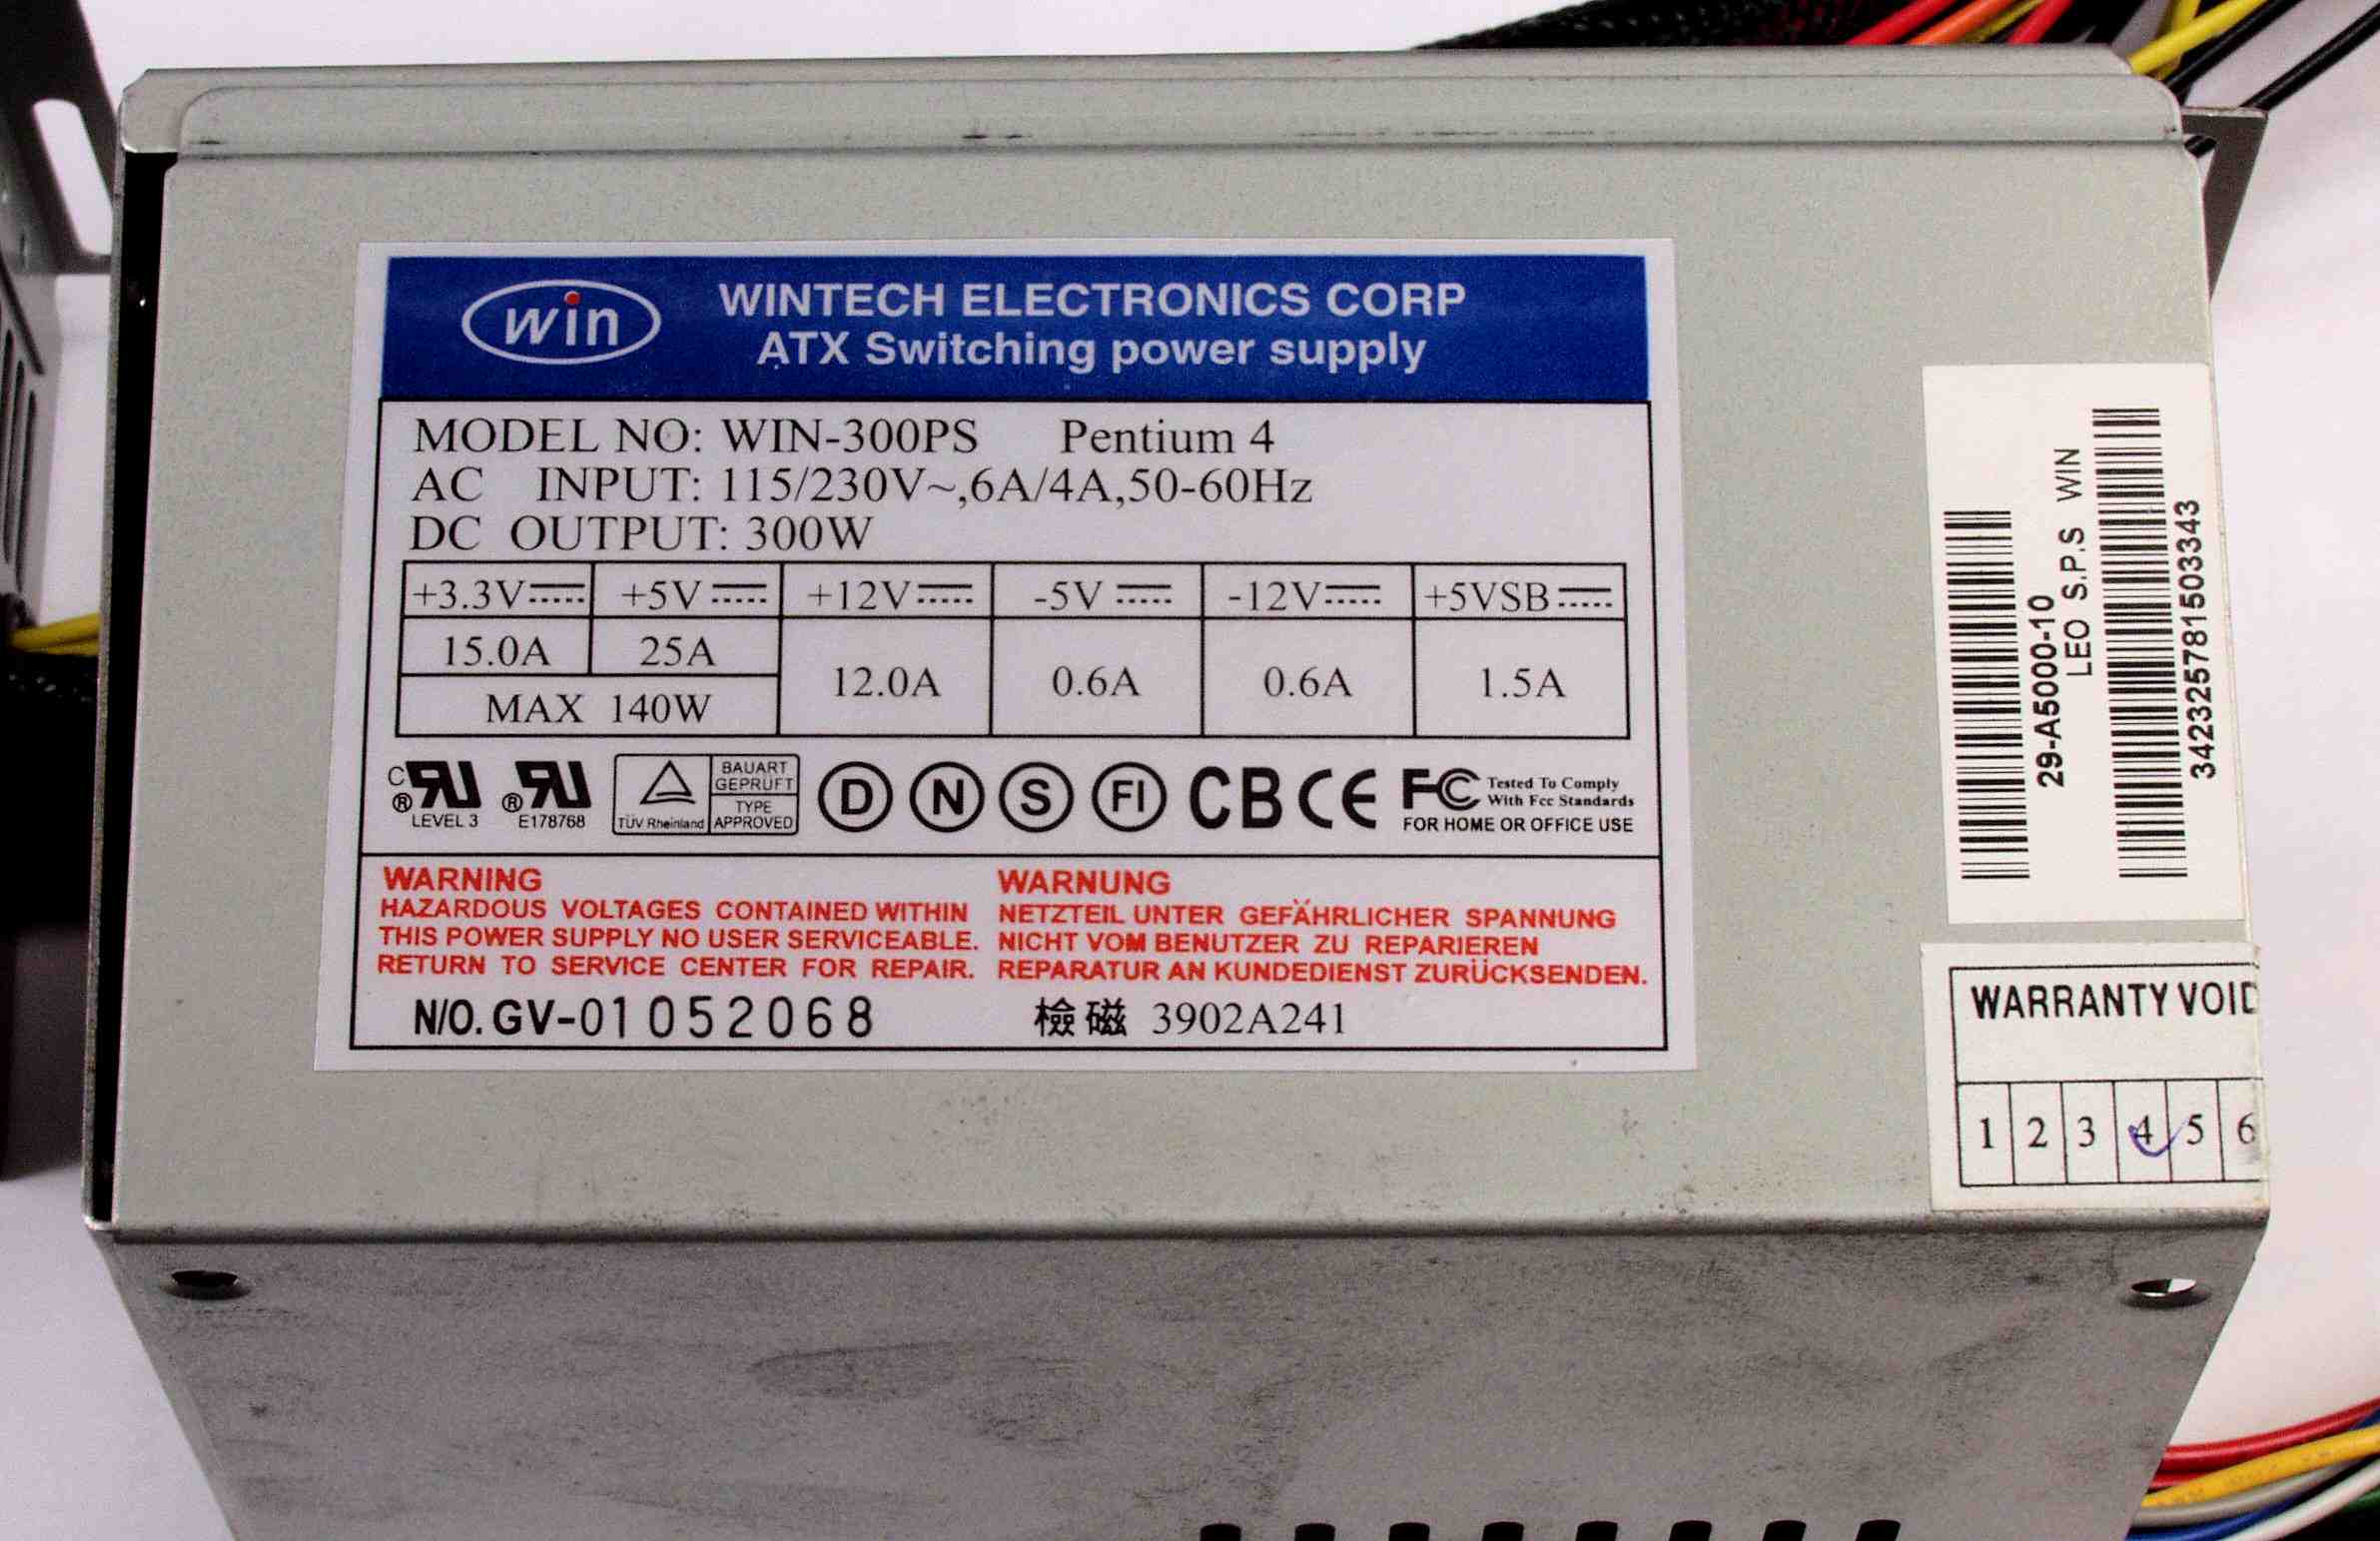 win
WINTECH ELECTRONICS CORP
ATX Switching power supply
MODEL NO: WIN-300PS Pentium 4
AC INPUT: 115/230V~,6A/4A,50-60Hz
DC OUTPUT: 300W
+3.3V +5V +12V -5V -12V +5VSB
15.0A 25A 12.0A 0.6A 0.6A 1.5A
MAX 140W
C RU ® LEVEL 3
RU ® E178768
TÜV Rheinland
BAUART GEPRÜFT
TYPE APPROVED
D N S FI CB CE FC
Tested To Comply
With Fcc Standards
FOR HOME OR OFFICE USE
WARNING
HAZARDOUS VOLTAGES CONTAINED WITHIN
THIS POWER SUPPLY NO USER SERVICEABLE.
RETURN TO SERVICE CENTER FOR REPAIR.
WARNUNG
NETZTEIL UNTER GEFÄHRLICHER SPANNUNG
NICHT VOM BENUTZER ZU REPARIEREN
REPARATUR AN KUNDEDIENST ZURÜCKSENDEN.
N/O.GV-01052068
檢磁 3902A241
29-A5000-10
LEO S.P.S WIN
3423257815033​43
WARRANTY VOID
1 2 3 4 5 6